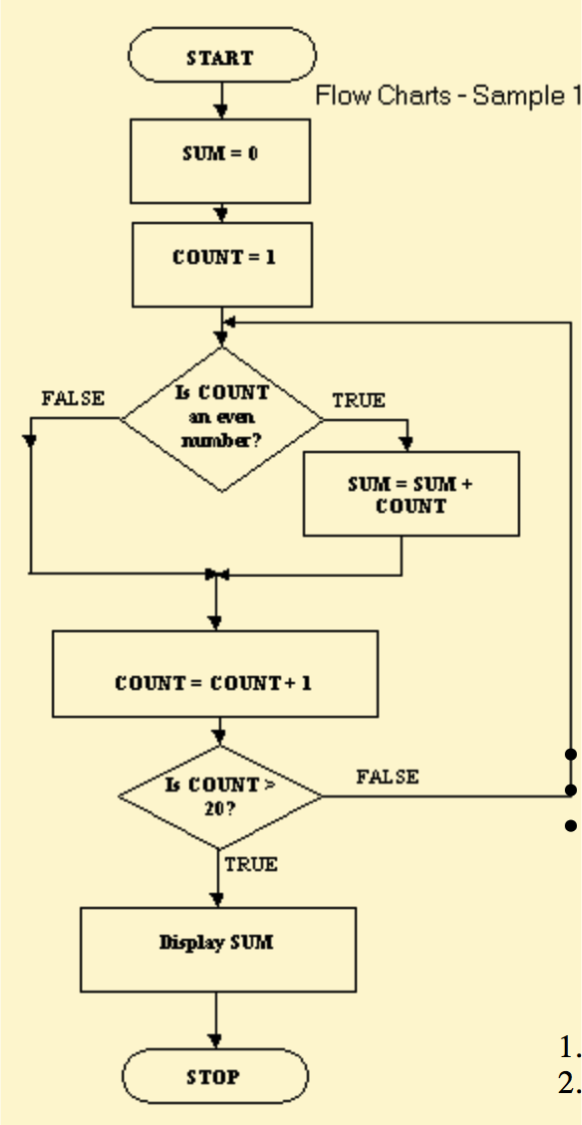 START
Flow Charts - Sample 1
SUM = 0
COUNT = 1
Is COUNT
an even
number?
FALSE
TRUE
SUM = SUM +
COUNT
COUNT = COUNT + 1
Is COUNT >
20?
FALSE
TRUE
Display SUM
STOP
1.
2.